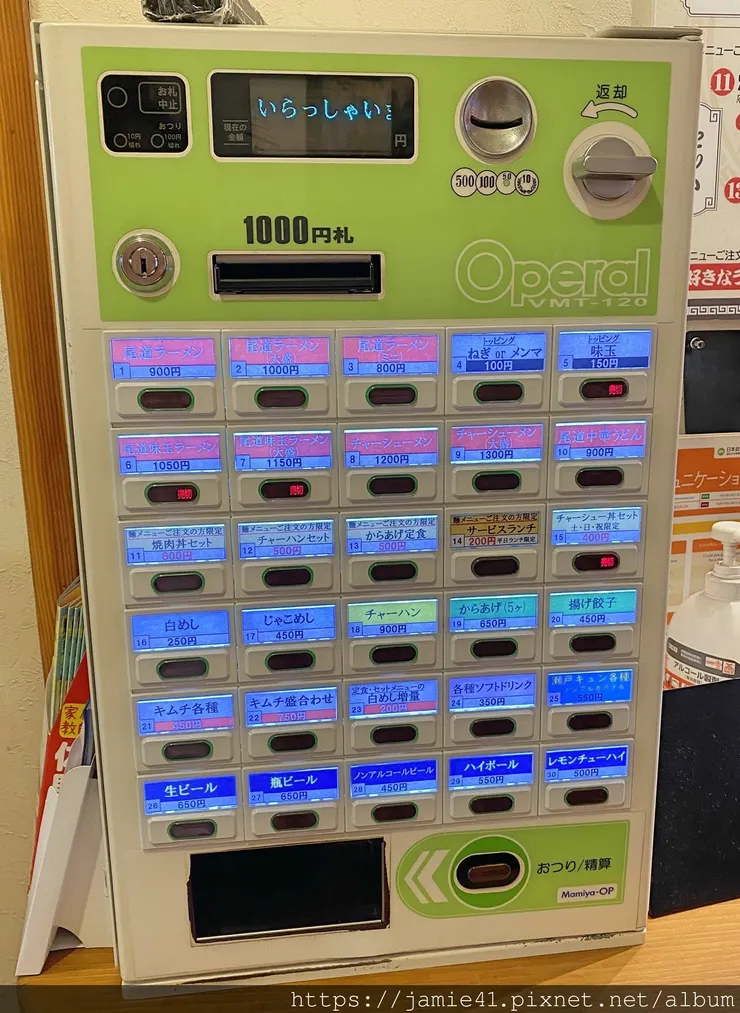 お札
中止
おつり
10円
切れ
100円
切れ
現在の
金額
いらっしゃいま
円
500 100 50 10
返却
1000円札
Operal
VMT-120
尾道ラーメン
1 900円
尾道ラーメン
(大盛)
2 1000円
尾道ラーメン
(ミニ)
3 800円
トッピング
ねぎ or メンマ
4 100円
トッピング
味玉
5 150円
売切
尾道味玉ラーメン
6 1050円
売切
尾道味玉ラーメン
(大盛)
7 1150円
売切
チャーシューメン
8 1200円
チャーシューメン
(大盛)
9 1300円
尾道中華うどん
10 900円
麺メニューご注文の方限定
焼肉丼セット
11 600円
麺メニューご注文の方限定
チャーハンセット
12 500円
麺メニューご注文の方限定
からあげ定食
13 500円
麺メニューご注文の方限定
サービスランチ
14 200円 平日ランチ限定
チャーシュー丼セット
土・日・祝限定
15 400円
売切
白めし
16 250円
じゃこめし
17 450円
チャーハン
18 900円
からあげ(5ヶ)
19 650円
揚げ餃子
20 450円
キムチ各種
21 450円
キムチ盛合わせ
22 750円
定食・セットメニューの
白めし増量
23 200円
各種ソフトドリンク
24 350円
瀬戸キュン各種
25 550円
生ビール
26 650円
瓶ビール
27 650円
ノンアルコールビール
28 450円
ハイボール
29 550円
レモンチューハイ
30 500円
おつり/精算
Mamiya-OP
メニューご注文
好きなラ
11
13
アルコール製剤
https://jamie41.pixnet.net/album